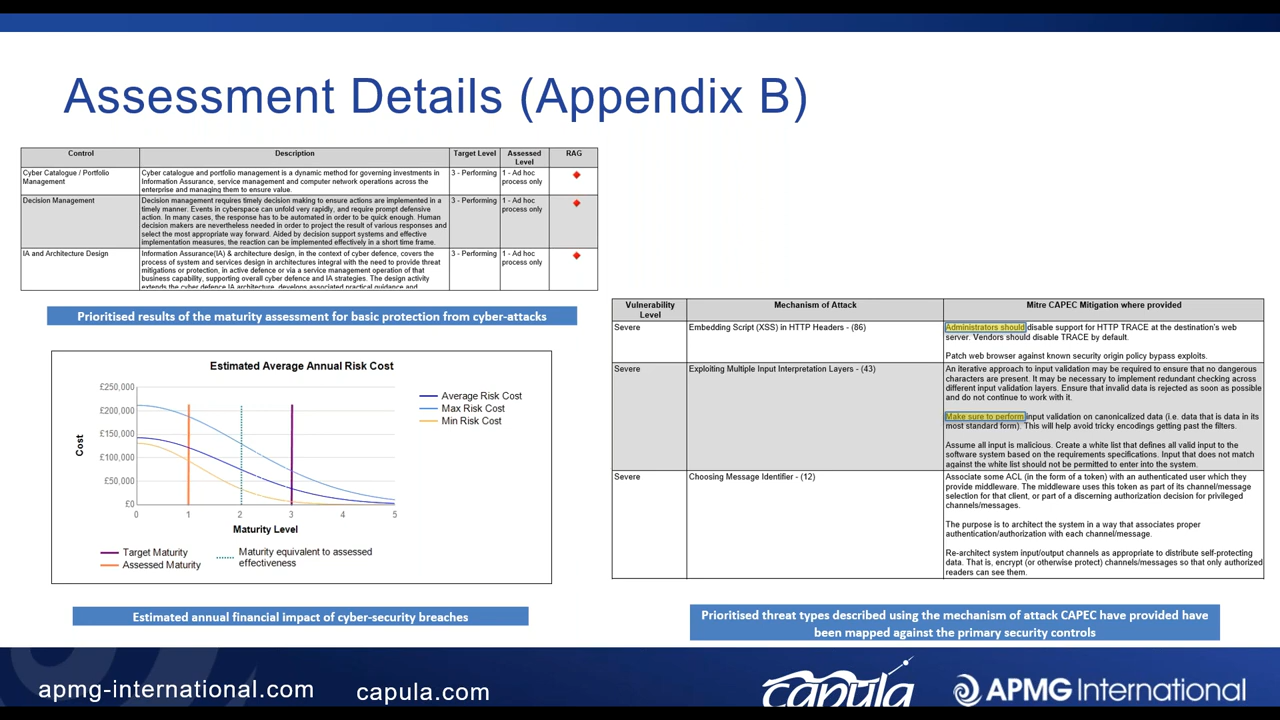 Assessment Details (Appendix B)
Control Description Target Level Assessed Level RAG
Cyber Catalogue / Portfolio
Management
Cyber catalogue and portfolio management is a dynamic method for governing investments in
Information Assurance, service management and computer network operations across the
enterprise and managing them to ensure value.
3 - Performing
1 - Ad hoc
process only
Decision Management
Decision management requires timely decision making to ensure actions are implemented in a
timely manner. Events in cyberspace can unfold very rapidly, and require prompt defensive
action. In many cases, the response has to be automated in order to be quick enough. Human
decision makers are nevertheless needed in order to project the result of various responses and
select the most appropriate way forward. Aided by decision support systems and effective
implementation measures, the reaction can be implemented effectively in a short time frame.
3 - Performing
1 - Ad hoc
process only
IA and Architecture Design
Information Assurance(IA) & architecture design, in the context of cyber defence, covers the
process of system and services design in architectures integral with the need to provide threat
mitigations or protection, in active defence or via a service management operation of that
business capability, supporting overall cyber defence and IA strategies. The design activity
extends the cyber defence IA architecture, develops associated practical guidance and
3 - Performing
1 - Ad hoc
process only
Prioritised results of the maturity assessment for basic protection from cyber-attacks
Estimated Average Annual Risk Cost
£250,000
£200,000
£150,000
£100,000
£50,000
£0
Cost
0 1 2 3 4 5
Maturity Level
Average Risk Cost
Max Risk Cost
Min Risk Cost
Target Maturity
Assessed Maturity
Maturity equivalent to assessed
effectiveness
Estimated annual financial impact of cyber-security breaches
Vulnerability
Level
Mechanism of Attack
Mitre CAPEC Mitigation where provided
Severe
Embedding Script (XSS) in HTTP Headers - (86)
Administrators should disable support for HTTP TRACE at the destination's web
server. Vendors should disable TRACE by default.
Patch web browser against known security origin policy bypass exploits.
Severe
Exploiting Multiple Input Interpretation Layers - (43)
An iterative approach to input validation may be required to ensure that no dangerous
characters are present. It may be necessary to implement redundant checking across
different input validation layers. Ensure that invalid data is rejected as soon as possible
and do not continue to work with it.
Make sure to perform input validation on canonicalized data (i.e. data that is data in its
most standard form). This will help avoid tricky encodings getting past the filters.
Assume all input is malicious. Create a white list that defines all valid input to the
software system based on the requirements specifications. Input that does not match
against the white list should not be permitted to enter into the system.
Severe
Choosing Message Identifier - (12)
Associate some ACL (in the form of a token) with an authenticated user which they
provide middleware. The middleware uses this token as part of its channel/message
selection for that client, or part of a discerning authorization decision for privileged
channels/messages.
The purpose is to architect the system in a way that associates proper
authentication/authorization with each channel/message.
Re-architect system input/output channels as appropriate to distribute self-protecting
data. That is, encrypt (or otherwise protect) channels/messages so that only authorized
readers can see them.
Prioritised threat types described using the mechanism of attack CAPEC have provided have
been mapped against the primary security controls
apmg-international.com
capula.com
capula
APMG International